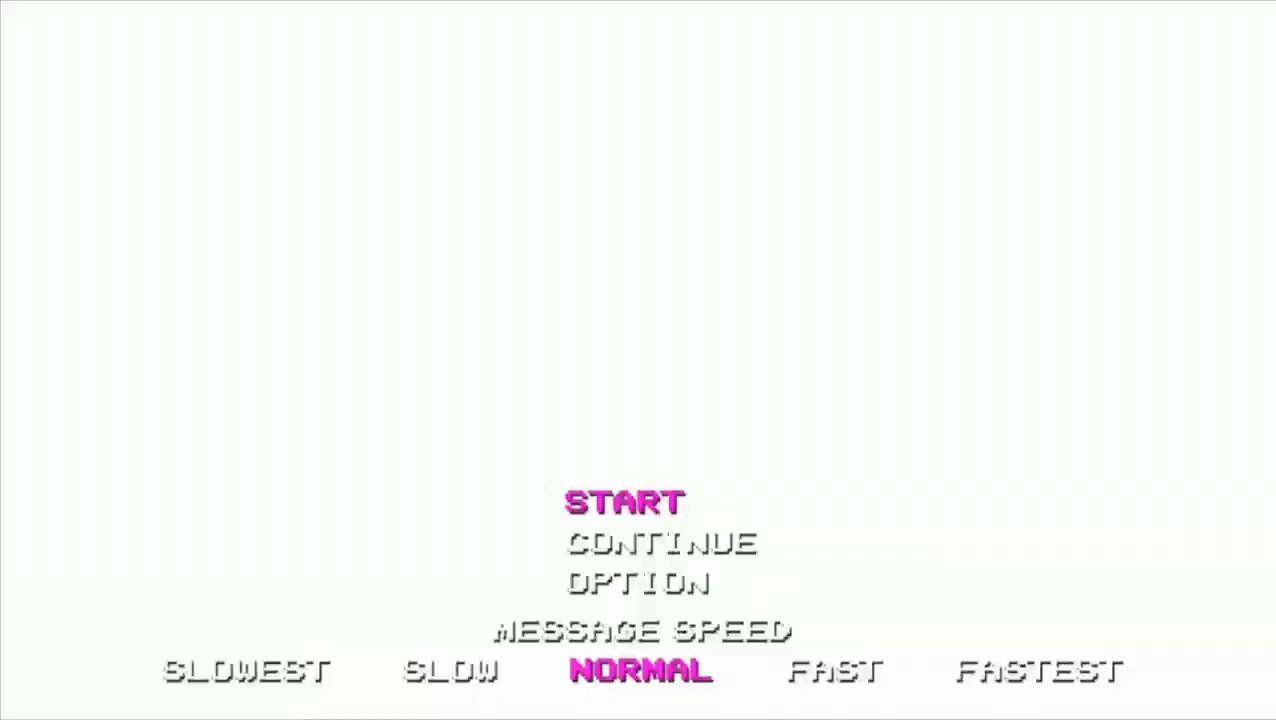 START
CONTINUE
OPTION
MESSAGE SPEED
SLOWEST SLOW NORMAL FAST FASTEST